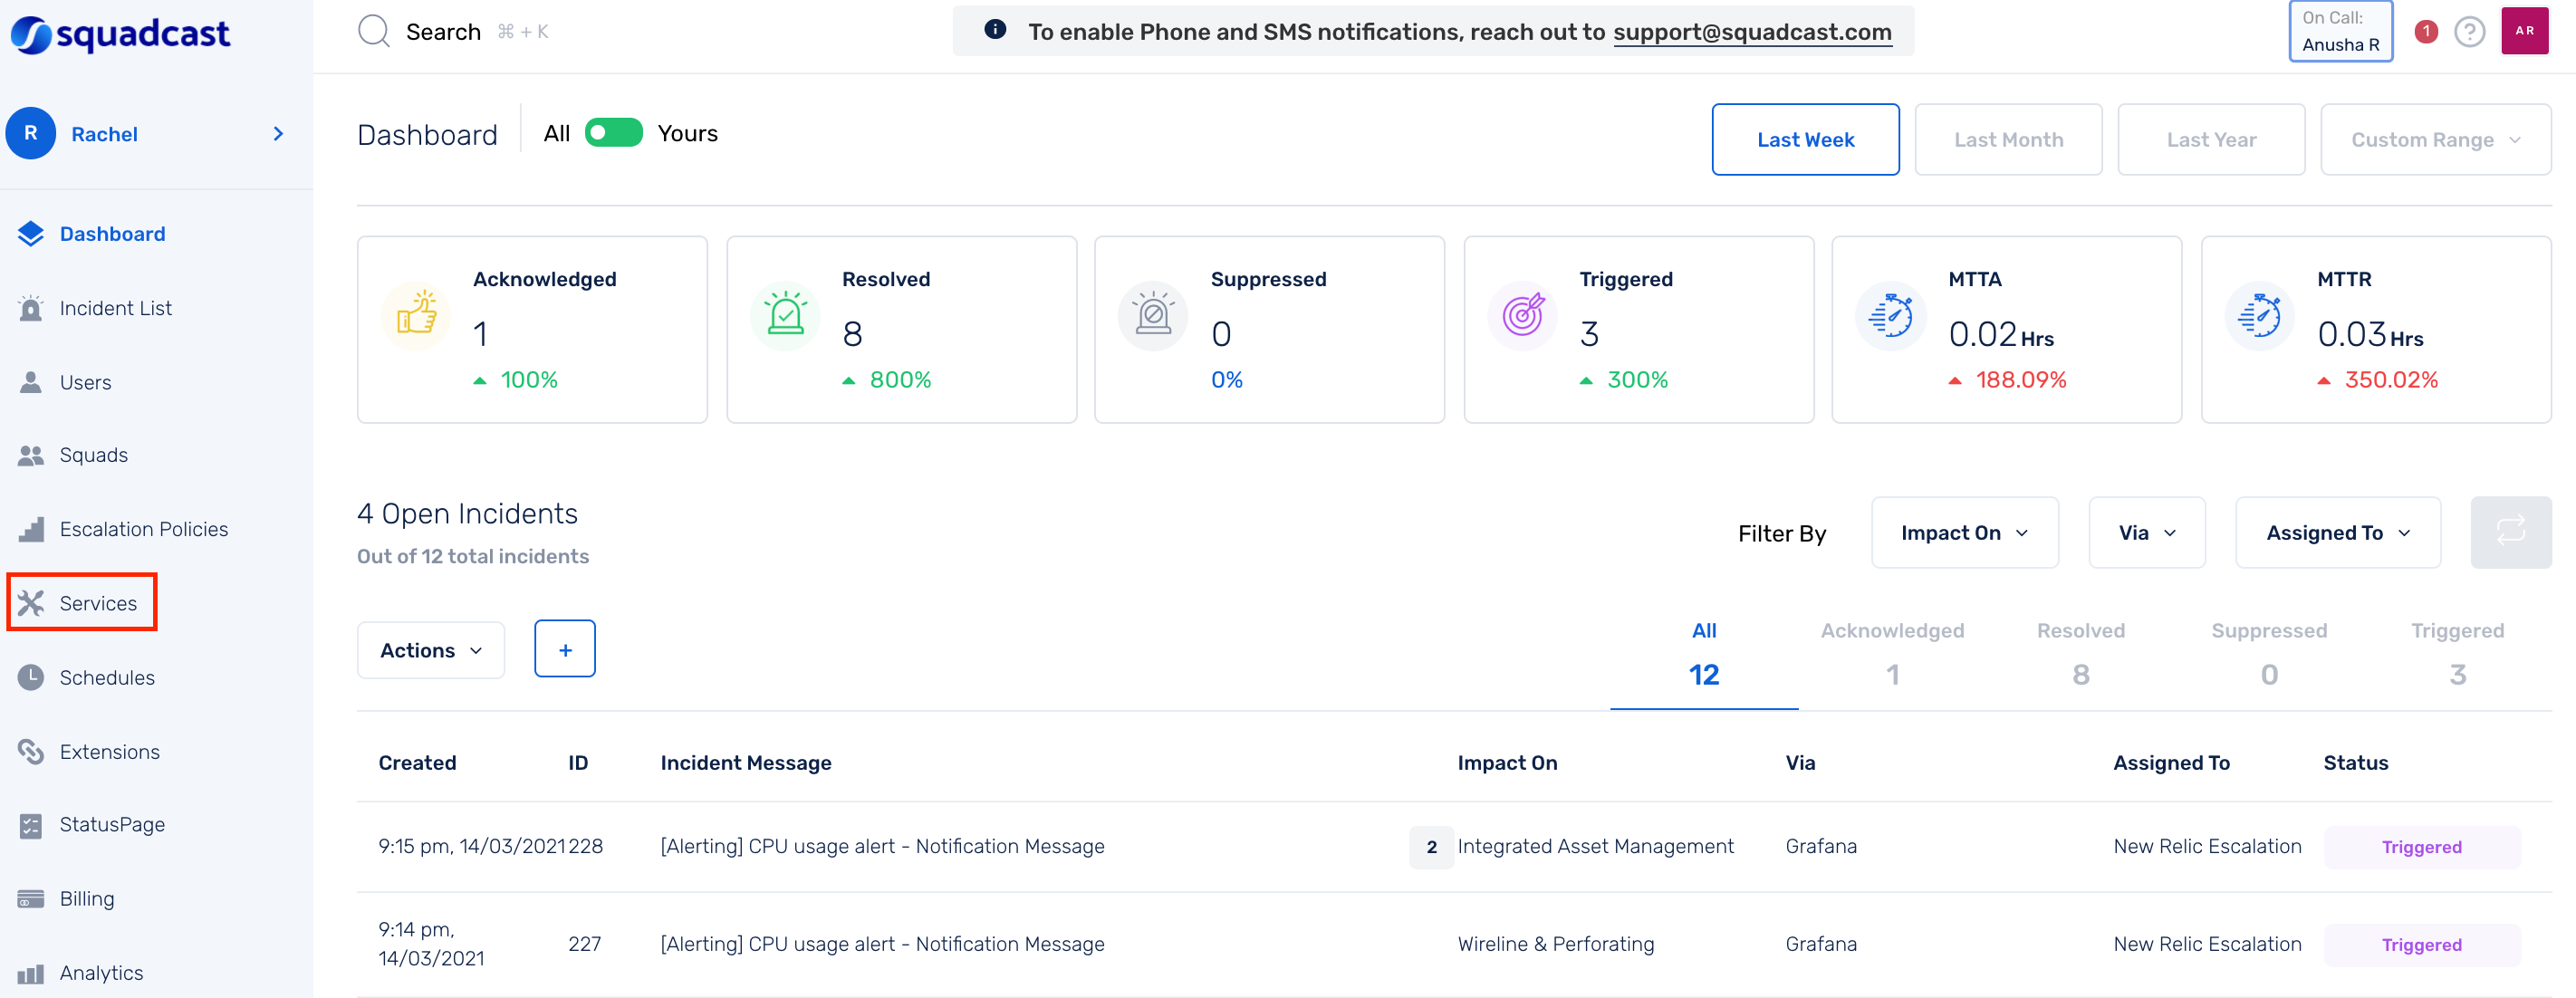 squadcast
Search ⌘ + K
To enable Phone and SMS notifications, reach out to support@squadcast.com
On Call:
Anusha R
1
?
A R
R Rachel
Dashboard
Incident List
Users
Squads
Escalation Policies
Services
Schedules
Extensions
StatusPage
Billing
Analytics
Dashboard All Yours
Last Week Last Month Last Year Custom Range
Acknowledged
1
100%
Resolved
8
800%
Suppressed
0
0%
Triggered
3
300%
MTTA
0.02 Hrs
188.09%
MTTR
0.03 Hrs
350.02%
4 Open Incidents
Out of 12 total incidents
Filter By Impact On Via Assigned To
Actions +
All Acknowledged Resolved Suppressed Triggered
12 1 8 0 3
Created ID Incident Message Impact On Via Assigned To Status
9:15 pm, 14/03/2021 228 [Alerting] CPU usage alert - Notification Message 2 Integrated Asset Management Grafana New Relic Escalation Triggered
9:14 pm,
14/03/2021 227 [Alerting] CPU usage alert - Notification Message Wireline & Perforating Grafana New Relic Escalation Triggered